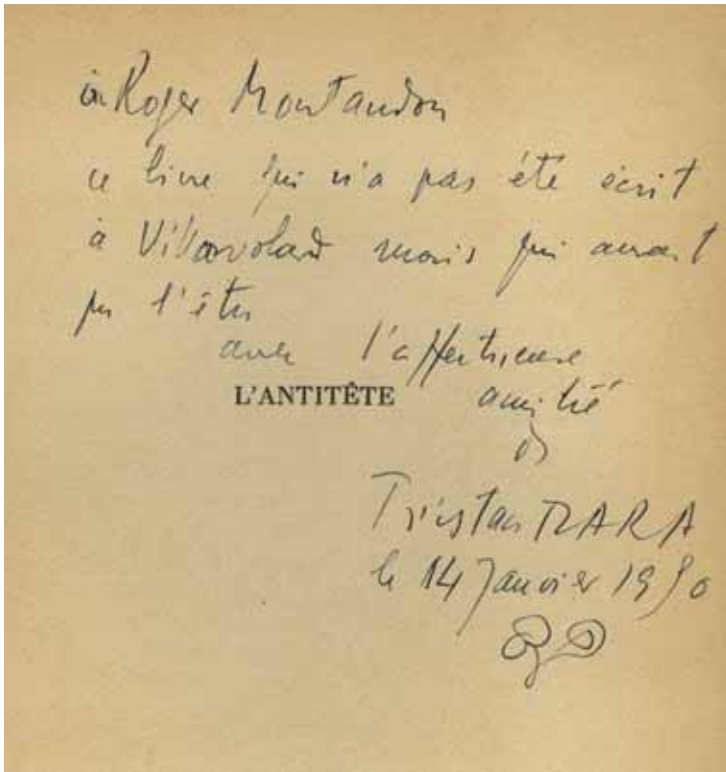 à Roger Montandon
ce livre qui n'a pas été écrit
à mais qui aurait
pu l'être
avec l'affectueuse
L'ANTITÊTE amitié
de
Tristan TZARA
le 14 Janvier 1950